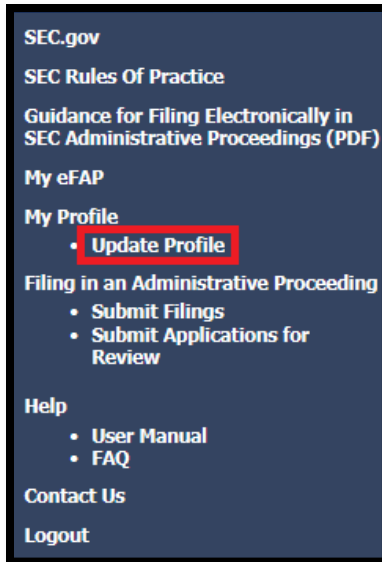 SEC.gov
SEC Rules Of Practice
Guidance for Filing Electronically in
SEC Administrative Proceedings (PDF)
My eFAP
My Profile
• Update Profile
Filing in an Administrative Proceeding
• Submit Filings
• Submit Applications for
Review
Help
• User Manual
• FAQ
Contact Us
Logout